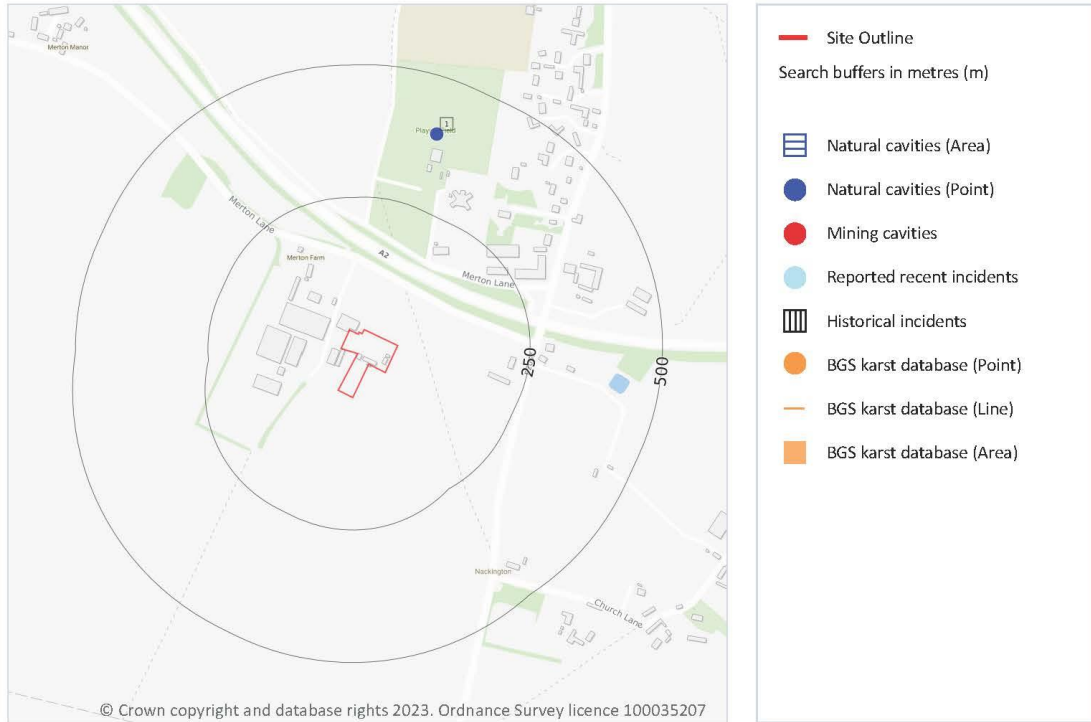 Merton Manor
1
Merton Lane
A2
Merton Farm
Merton Lane
250
500
Nackington
Church Lane
© Crown copyright and database rights 2023. Ordnance Survey licence 100035207
Site Outline
Search buffers in metres (m)
Natural cavities (Area)
Natural cavities (Point)
Mining cavities
Reported recent incidents
Historical incidents
BGS karst database (Point)
BGS karst database (Line)
BGS karst database (Area)